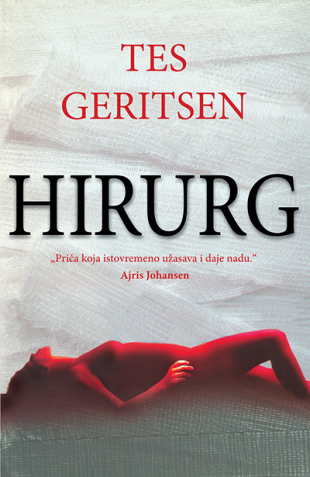 TES
GERITSEN
HIRURG
„Priča koja istovremeno užasava i daje nadu.“
Ajris Johansen